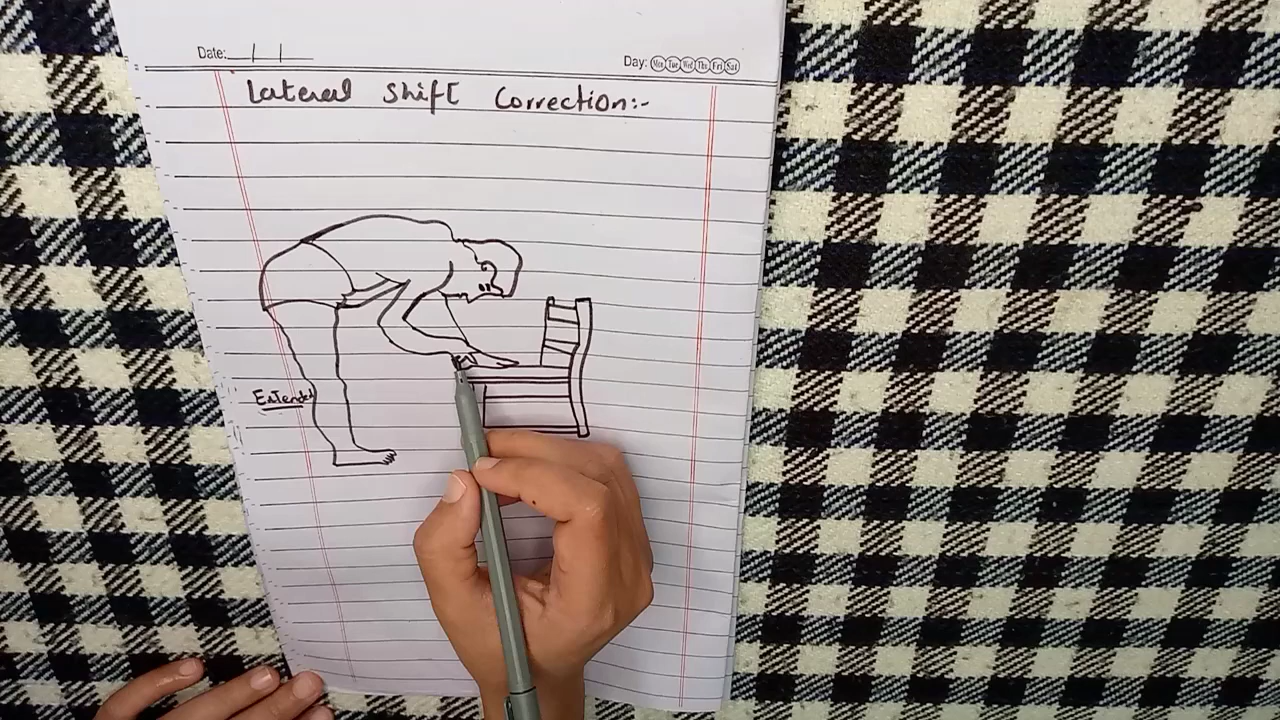 Date:
Day: Mon Tue Wed Thu Fri Sat
Lateral Shift Correction:-
Extended